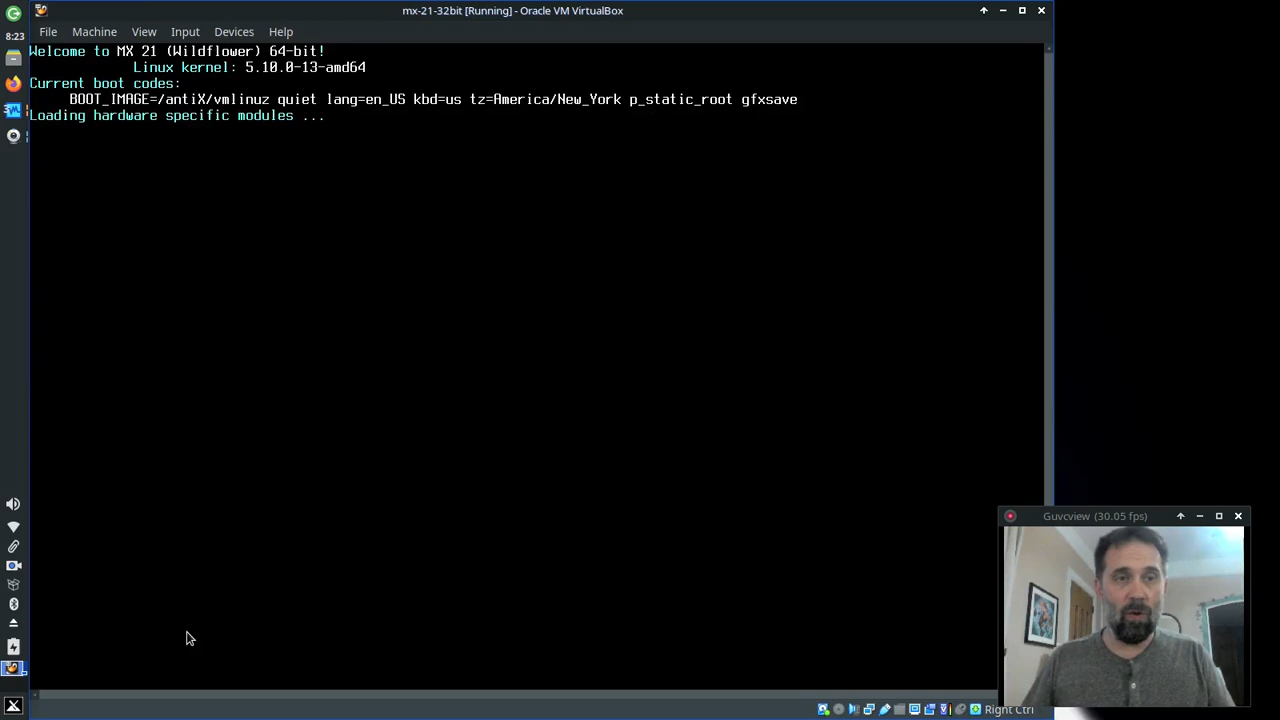 mx-21-32bit [Running] - Oracle VM VirtualBox
8:23
File Machine View Input Devices Help
Welcome to MX 21 (Wildflower) 64-bit!
Linux kernel: 5.10.0-13-amd64
Current boot codes:
BOOT_IMAGE=/antiX/vmlinuz quiet lang=en_US kbd=us tz=America/New_York p_static_root gfxsave
Loading hardware specific modules ...
Guvcview (30.05 fps)
Right Ctrl